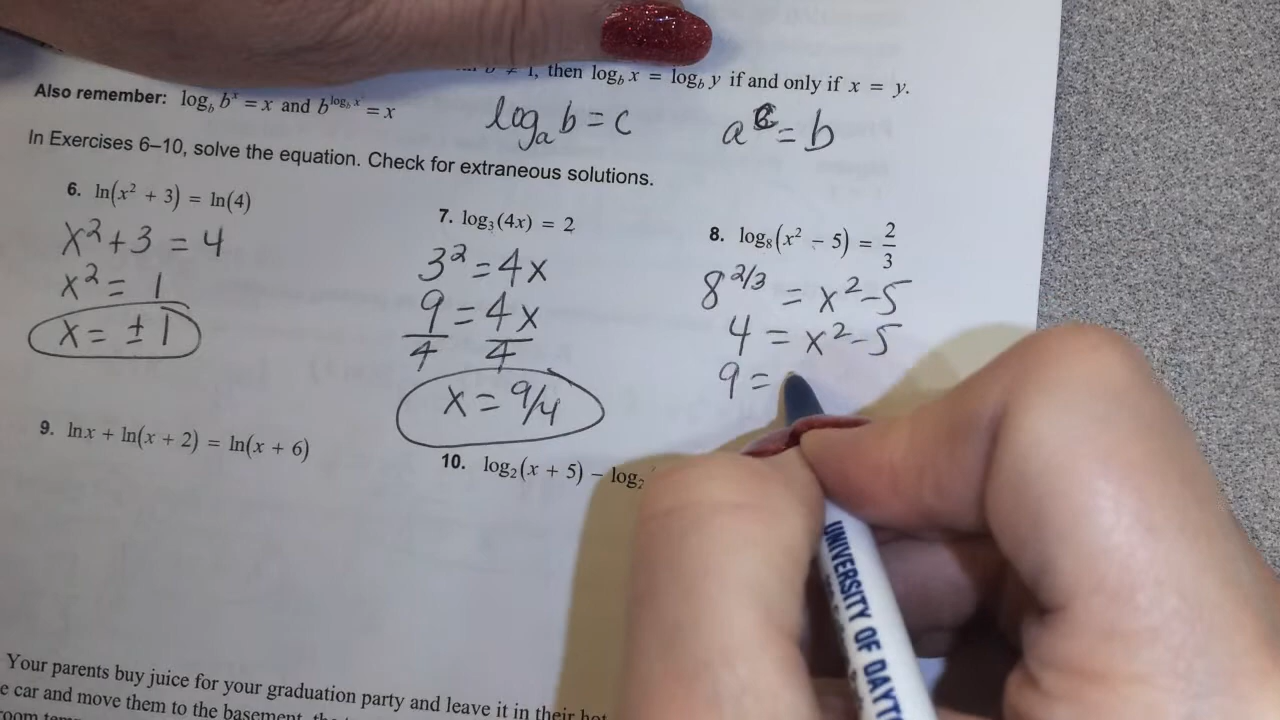 b ≠ 1, then log_b x = log_b y if and only if x = y.
Also remember: log_b b^x = x and b^{log_b x} = x
log_a b = c
a^c = b
In Exercises 6–10, solve the equation. Check for extraneous solutions.
6. ln(x² + 3) = ln(4)
x² + 3 = 4
x² = 1
x = ± 1
7. log₃(4x) = 2
3² = 4x
9 = 4x
4 4
x = 9/4
8. log₈(x² − 5) = 2/3
8^{2/3} = x² – 5
4 = x² – 5
9 =
9. lnx + ln(x + 2) = ln(x + 6)
10. log₂(x + 5) − log₂
Your parents buy juice for your graduation party and leave it in their hot
e car and move them to the basement,
room
UNIVERSITY OF DAYT